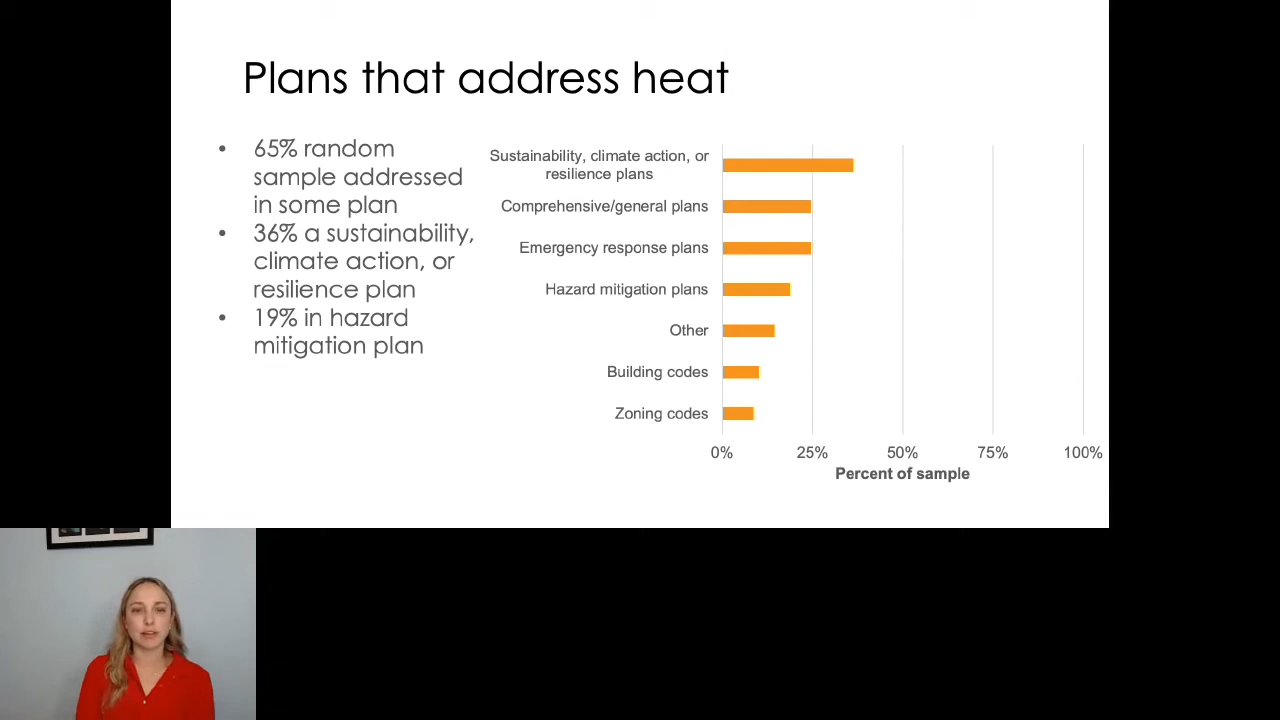 Plans that address heat
• 65% random
sample addressed
in some plan
• 36% a sustainability,
climate action, or
resilience plan
• 19% in hazard
mitigation plan
Sustainability, climate action, or
resilience plans
Comprehensive/general plans
Emergency response plans
Hazard mitigation plans
Other
Building codes
Zoning codes
0% 25% 50% 75% 100%
Percent of sample